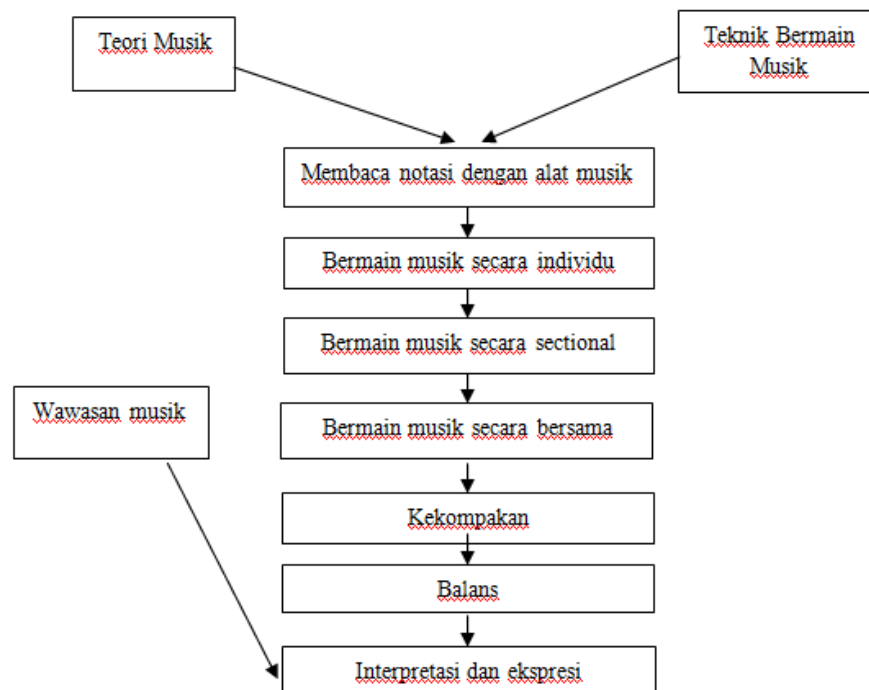 Teori Musik
Teknik Bermain
Musik
Membaca notasi dengan alat musik
Bermain musik secara individu
Bermain musik secara sectional
Wawasan musik
Bermain musik secara bersama
Kekompakan
Balans
Interpretasi dan ekspresi